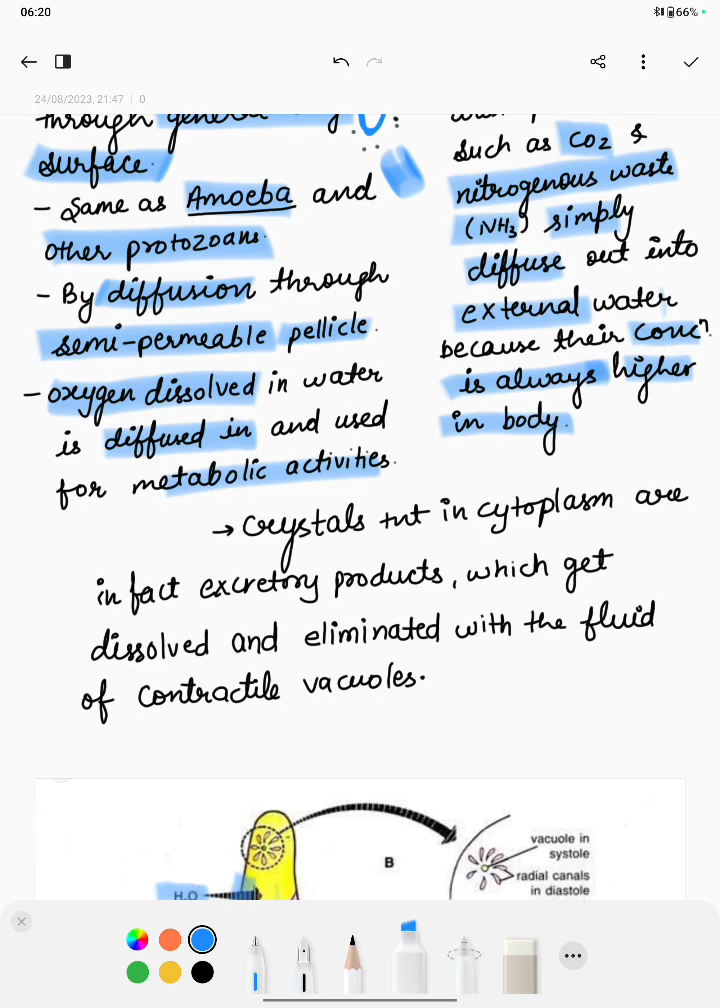 06:20
66%
24/08/2023, 21:47 | 0
through general
surface.
- Same as Amoeba and
other protozoans.
- By diffusion through
semi-permeable pellicle.
- oxygen dissolved in water
is diffused in and used
for metabolic activities.
such as CO2 &
nitrogenous waste
(NH3) simply
diffuse out into
external water
because their concn
is always higher
in body.
→ Crystals in cytoplasm are
in fact excretory products, which get
dissolved and eliminated with the fluid
of contractile vacuoles.
B
vacuole in
systole
radial canals
in diastole
H2O